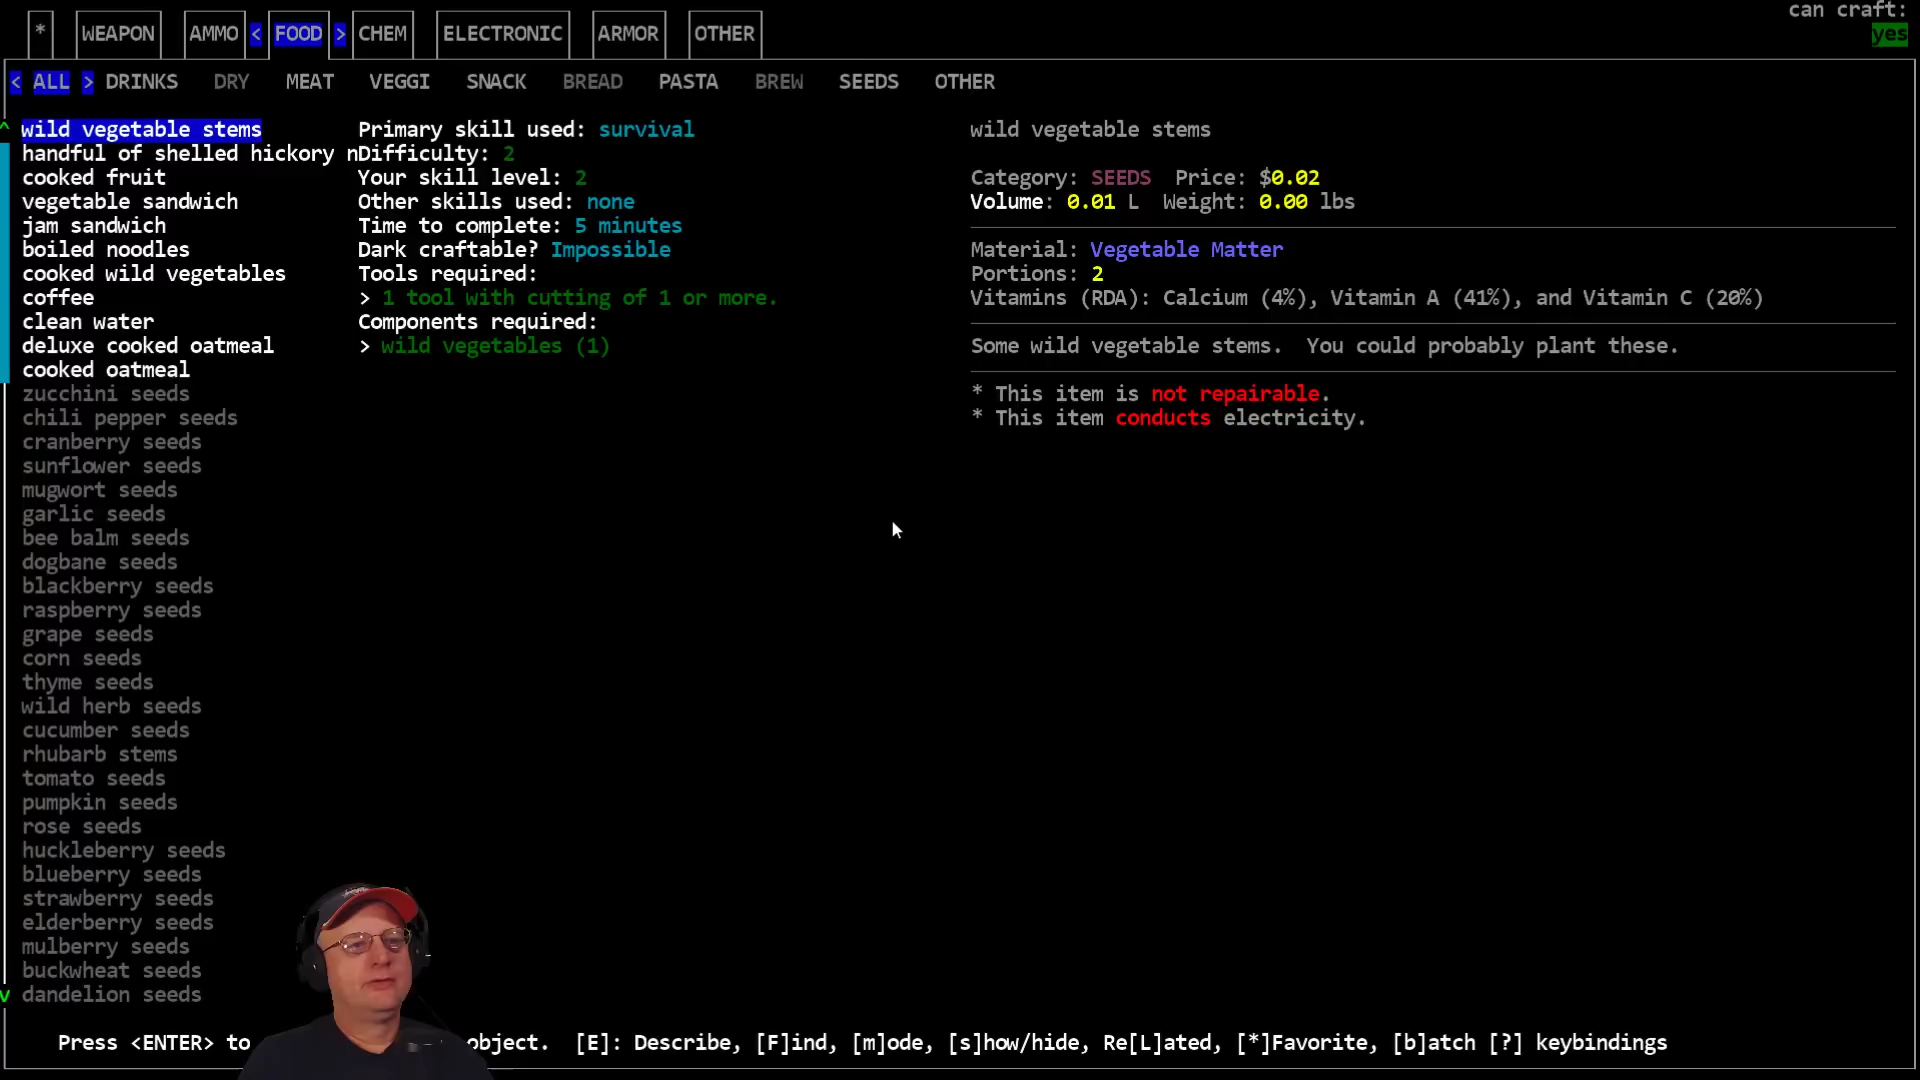 can craft:
* WEAPON AMMO < FOOD > CHEM ELECTRONIC ARMOR OTHER yes
< ALL > DRINKS DRY MEAT VEGGI SNACK BREAD PASTA BREW SEEDS OTHER
^ wild vegetable stems
handful of shelled hickory n
cooked fruit
vegetable sandwich
jam sandwich
boiled noodles
cooked wild vegetables
coffee
clean water
deluxe cooked oatmeal
cooked oatmeal
zucchini seeds
chili pepper seeds
cranberry seeds
sunflower seeds
mugwort seeds
garlic seeds
bee balm seeds
dogbane seeds
blackberry seeds
raspberry seeds
grape seeds
corn seeds
thyme seeds
wild herb seeds
cucumber seeds
rhubarb stems
tomato seeds
pumpkin seeds
rose seeds
huckleberry seeds
blueberry seeds
strawberry seeds
elderberry seeds
mulberry seeds
buckwheat seeds
v dandelion seeds
Primary skill used: survival
Difficulty: 2
Your skill level: 2
Other skills used: none
Time to complete: 5 minutes
Dark craftable? Impossible
Tools required:
> 1 tool with cutting of 1 or more.
Components required:
> wild vegetables (1)
wild vegetable stems
Category: SEEDS Price: $0.02
Volume: 0.01 L Weight: 0.00 lbs
Material: Vegetable Matter
Portions: 2
Vitamins (RDA): Calcium (4%), Vitamin A (41%), and Vitamin C (20%)
Some wild vegetable stems. You could probably plant these.
* This item is not repairable.
* This item conducts electricity.
Press <ENTER> to object. [E]: Describe, [F]ind, [m]ode, [s]how/hide, Re[L]ated, [*]Favorite, [b]atch [?] keybindings